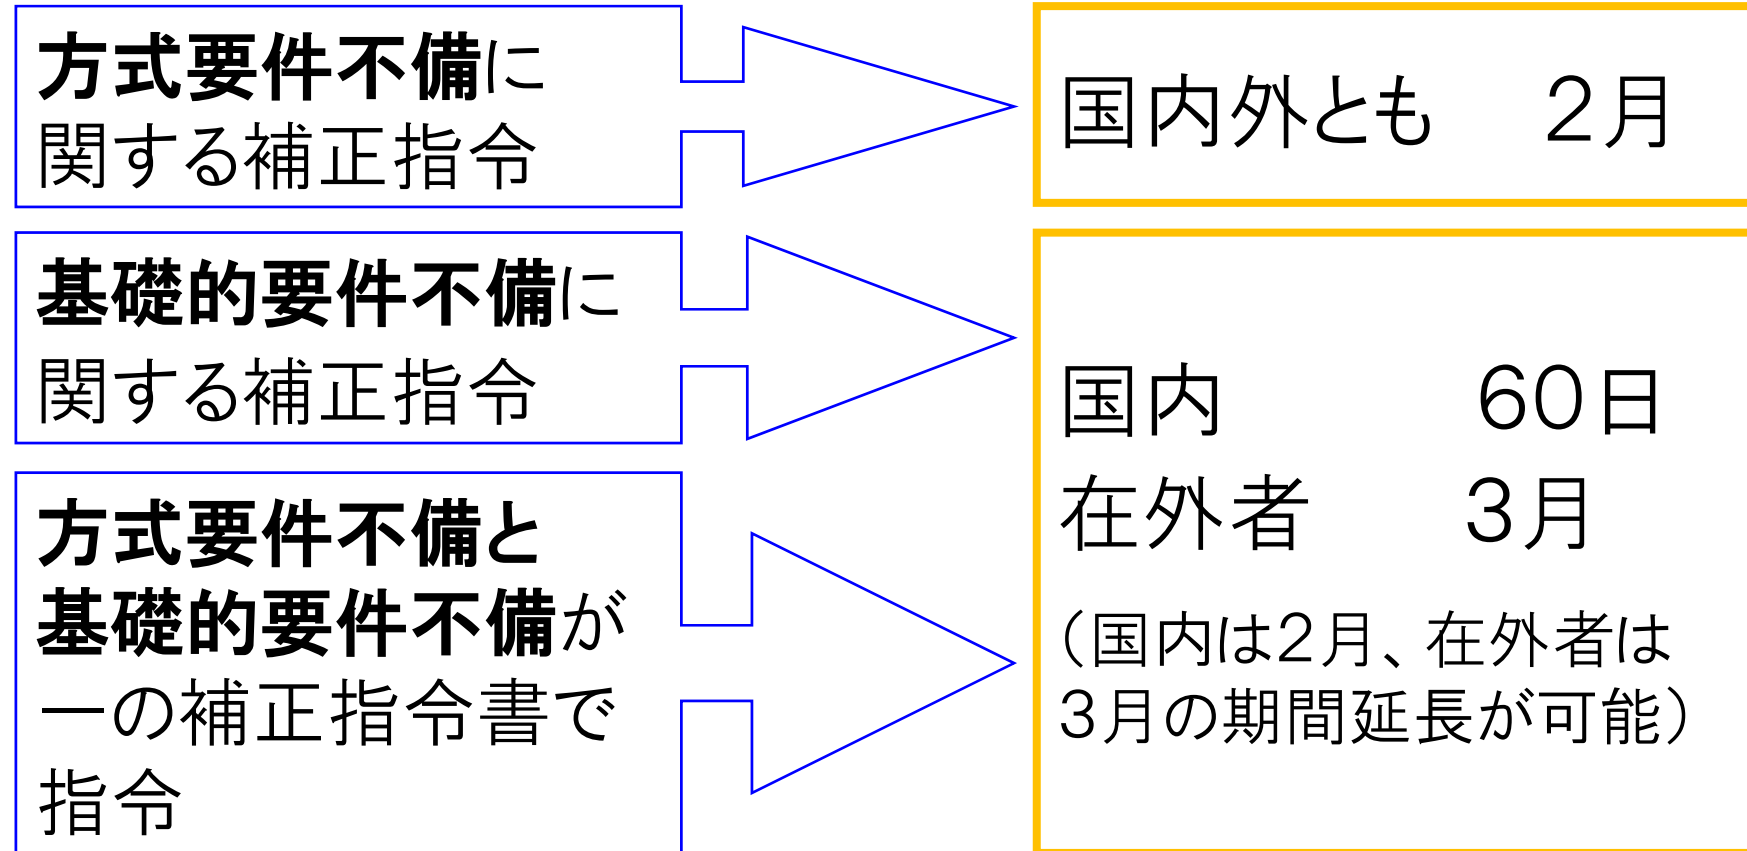 方式要件不備に
関する補正指令
国内外とも　2月
基礎的要件不備に
関する補正指令
方式要件不備と
基礎的要件不備が
一の補正指令書で
指令
国内　　　60日
在外者　　3月
（国内は2月、在外者は
3月の期間延長が可能）